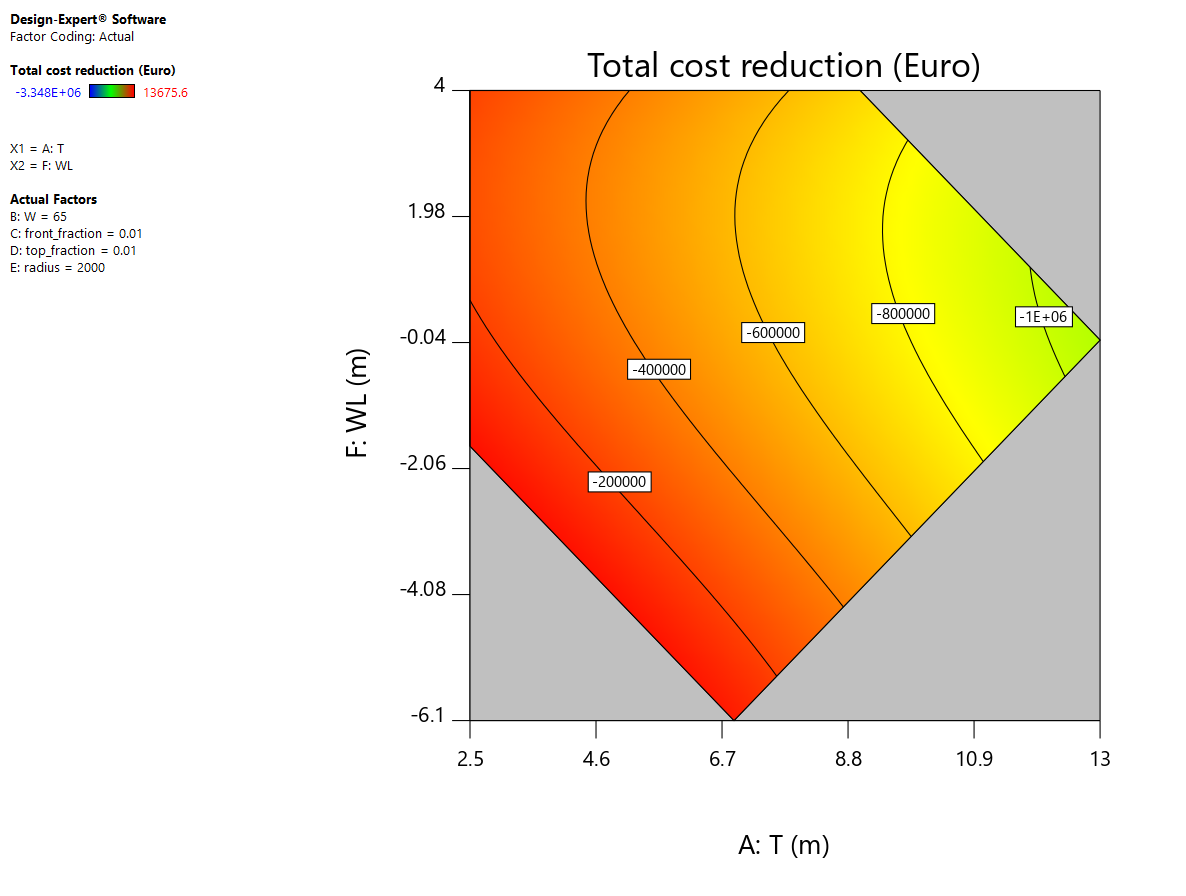 Design-Expert® Software
Factor Coding: Actual
Total cost reduction (Euro)
-3.348E+06 13675.6
X1 = A: T
X2 = F: WL
Actual Factors
B: W = 65
C: front_fraction = 0.01
D: top_fraction = 0.01
E: radius = 2000
Total cost reduction (Euro)
4
1.98
-0.04
-2.06
-4.08
-6.1
F: WL (m)
-200000
-400000
-600000
-800000
-1E+06
2.5 4.6 6.7 8.8 10.9 13
A: T (m)